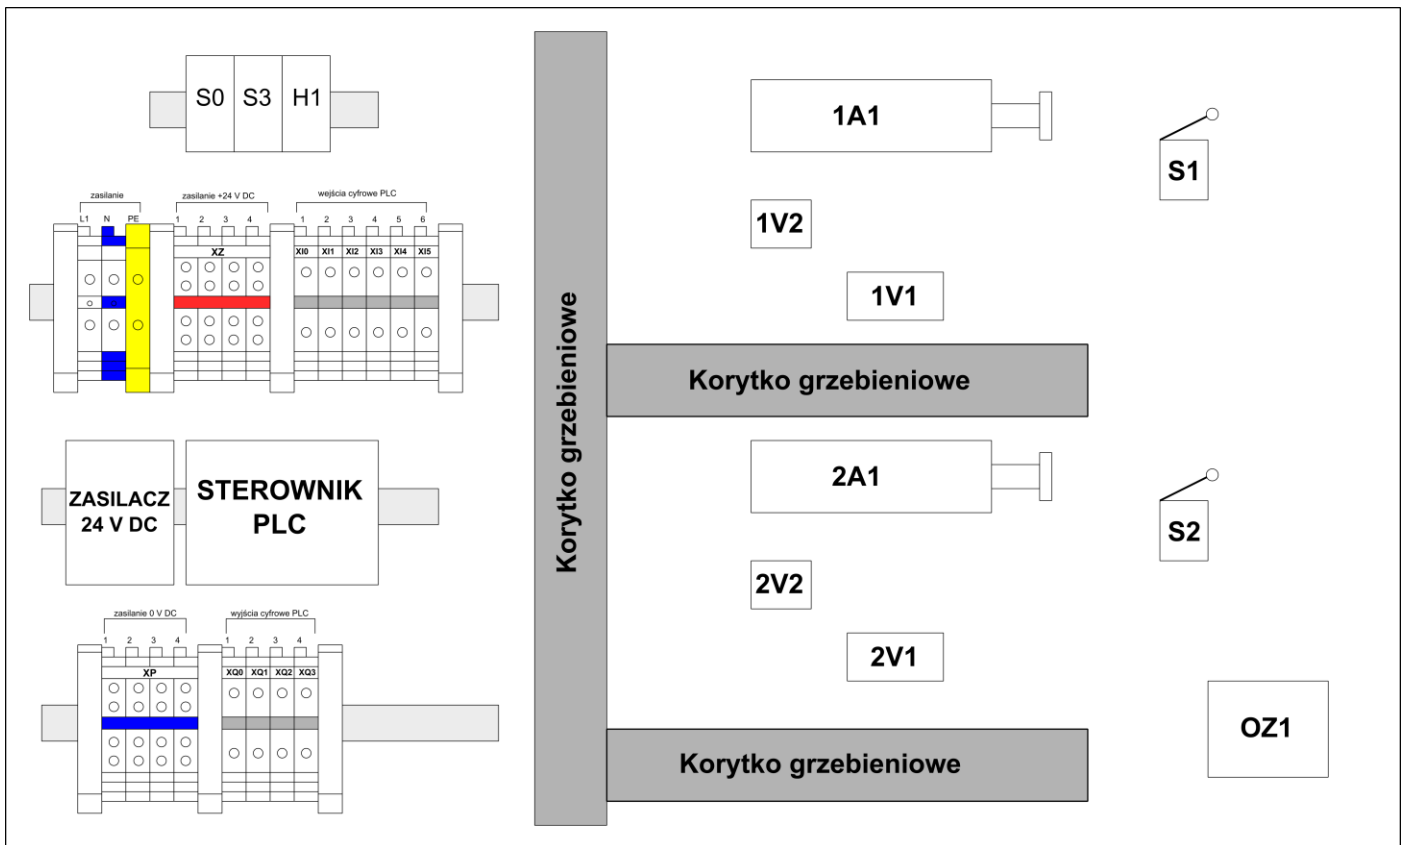 S0 S3 H1
zasilanie
zasilanie +24 V DC
wejścia cyfrowe PLC
L1 N PE 1 2 3 4 1 2 3 4 5 6
XZ XI0 XI1 XI2 XI3 XI4 XI5
ZASILACZ
24 V DC
STEROWNIK
PLC
zasilanie 0 V DC
wyjścia cyfrowe PLC
1 2 3 4 1 2 3 4
XP XQ0 XQ1 XQ2 XQ3
Korytko grzebieniowe
1A1
S1
1V2
1V1
Korytko grzebieniowe
2A1
S2
2V2
2V1
OZ1
Korytko grzebieniowe